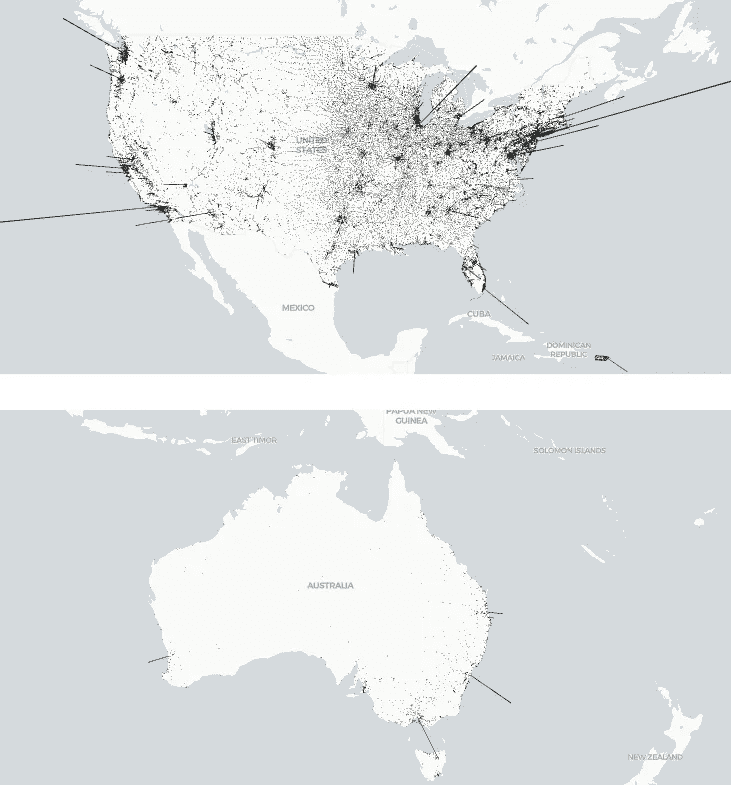 UNITED
STATES
MEXICO
CUBA
JAMAICA
DOMINICAN
REPUBLIC
PAPUA NEW
GUINEA
EAST TIMOR
SOLOMON ISLANDS
AUSTRALIA
NEW ZEALAND